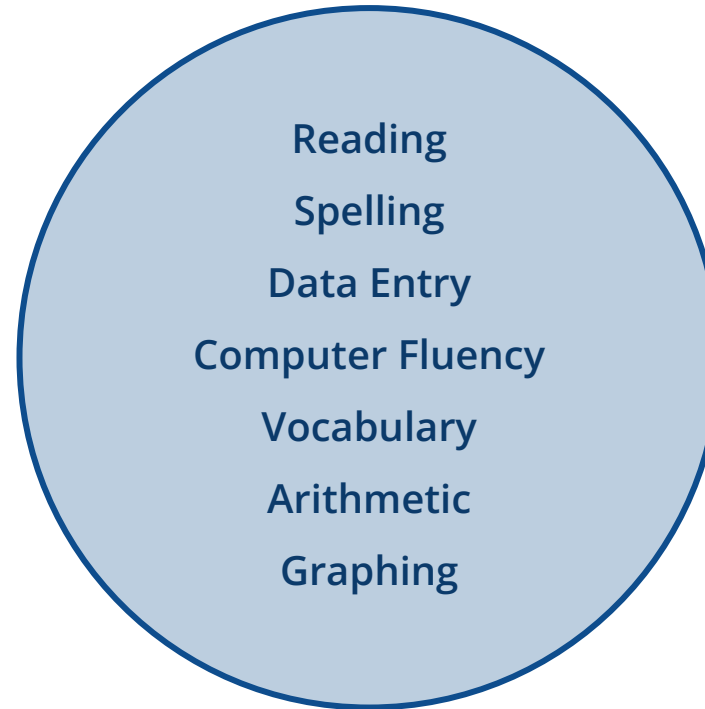 Reading
Spelling
Data Entry
Computer Fluency
Vocabulary
Arithmetic
Graphing